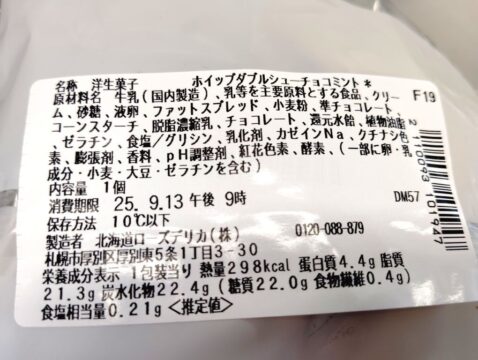 名称 洋生菓子 ホイップダブルシューチョコミント*
F19
原材料名 牛乳(国内製造)、乳等を主要原料とする食品、クリー
ム、砂糖、液卵、ファットスプレッド、小麦粉、準チョコレート、
コーンスターチ、脱脂濃縮乳、チョコレート、還元水飴、植物油脂
、ゼラチン、食塩/グリシン、乳化剤、カゼインNa、クチナシ色
素、膨張剤、香料、pH調整剤、紅花色素、酵素、(一部に卵・乳
成分・小麦・大豆・ゼラチンを含む)
内容量 1個
消費期限 25. 9.13 午後 9時
DM57
保存方法 10℃以下
製造者 北海道ローズデリカ(株) 0120-088-879
札幌市厚別区厚別東5条1丁目3-30
栄養成分表示 1包装当り 熱量298kcal 蛋白質4.4g 脂質
21.3g 炭水化物22.4g (糖質22.0g 食物繊維0.4g)
食塩相当量0.21g <推定値>
2110093 101947